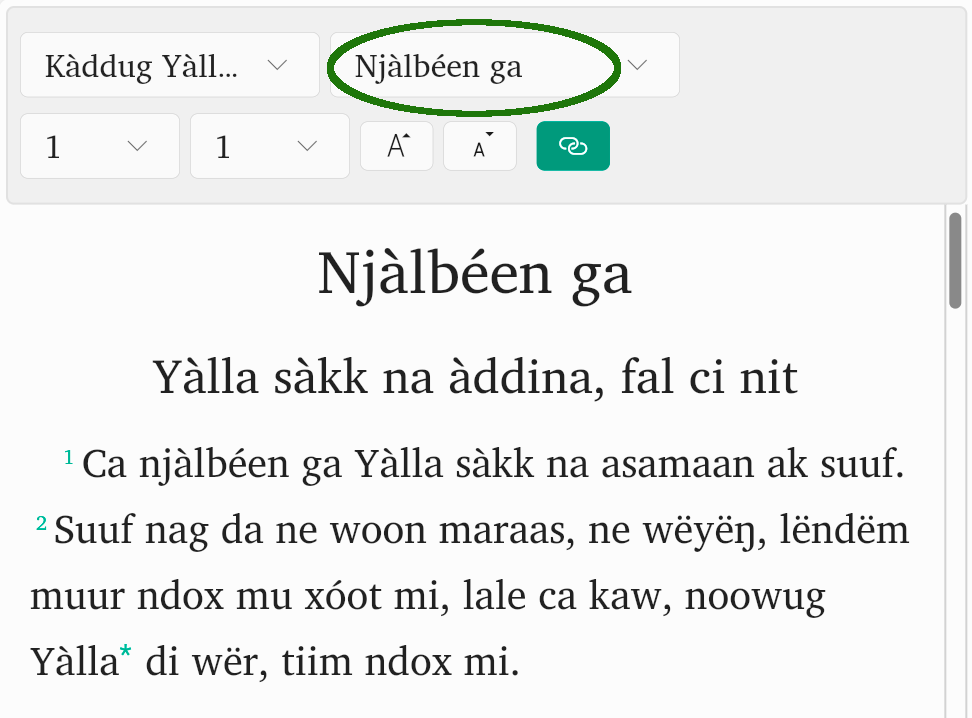 Kàddug Yàll... Njàlbéen ga
1 1 A A
Njàlbéen ga
Yàlla sàkk na àddina, fal ci nit
1 Ca njàlbéen ga Yàlla sàkk na asamaan ak suuf.
2 Suuf nag da ne woon maraas, ne wëyëŋ, lëndëm
muur ndox mu xóot mi, lale ca kaw, noowug
Yàlla* di wër, tiim ndox mi.